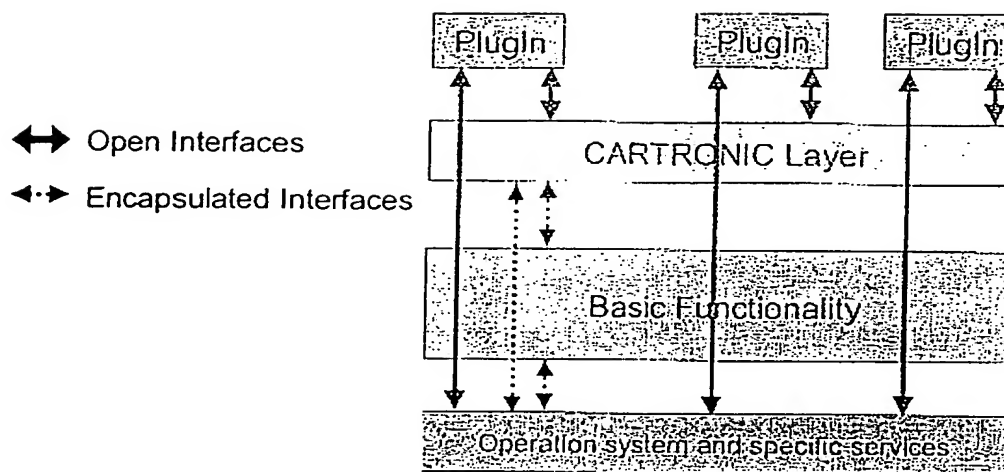 PlugIn PlugIn PlugIn
Open Interfaces
CARTRONIC Layer
Encapsulated Interfaces
Basic Functionality
Operation system and specific services